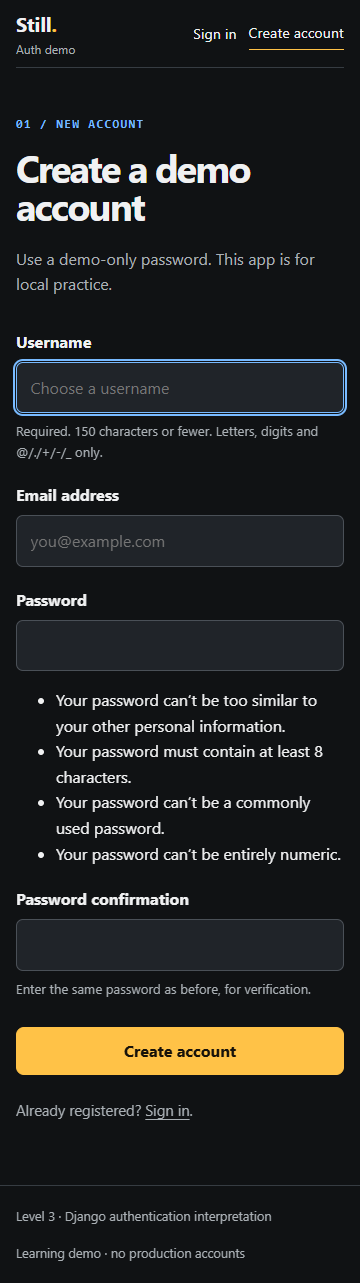 Still.
Auth demo
Sign in
Create account
01 / NEW ACCOUNT
Create a demo
account
Use a demo-only password. This app is for
local practice.
Username
Choose a username
Required. 150 characters or fewer. Letters, digits and
@/./+/-/_ only.
Email address
you@example.com
Password
• Your password can’t be too similar to
your other personal information.
• Your password must contain at least 8
characters.
• Your password can’t be a commonly
used password.
• Your password can’t be entirely numeric.
Password confirmation
Enter the same password as before, for verification.
Create account
Already registered? Sign in.
Level 3 · Django authentication interpretation
Learning demo · no production accounts